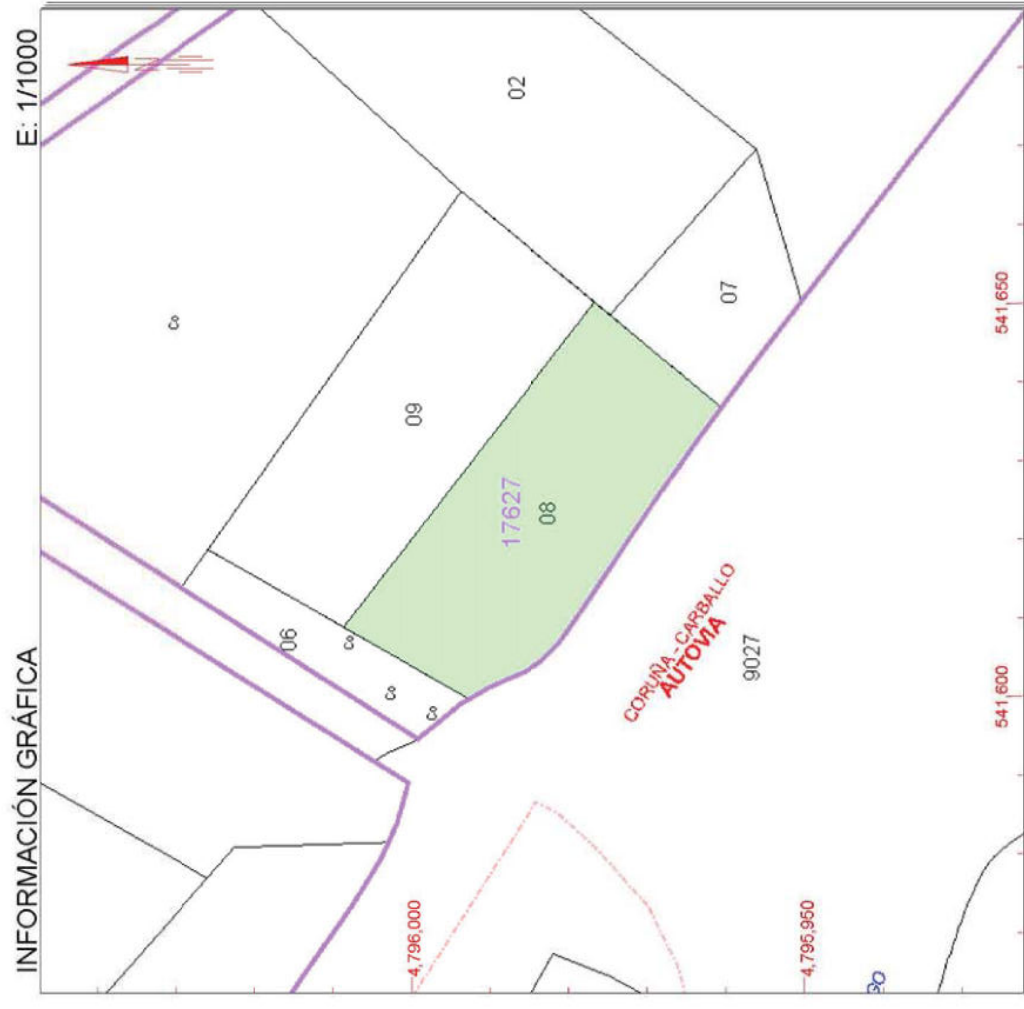 INFORMACIÓN GRÁFICA
E: 1/1000
02
09
07
17627
08
06
CORUÑA - CARBALLO
AUTOVIA
9027
4,796,000
4,795,950
541,600
541,650